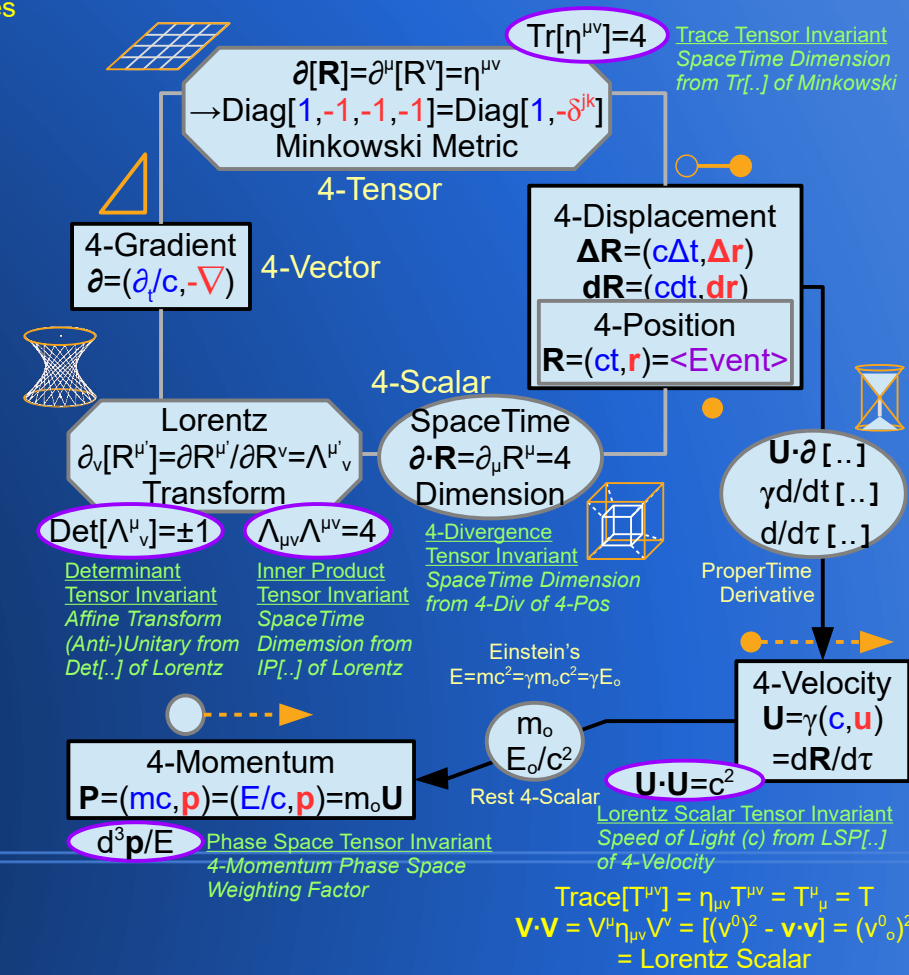 es
Tr[η^μν]=4
Trace Tensor Invariant
SpaceTime Dimension
from Tr[..] of Minkowski
∂[R]=∂^μ[R^ν]=η^μν
→Diag[1,-1,-1,-1]=Diag[1,-δ^jk]
Minkowski Metric
4-Tensor
4-Gradient
∂=(∂_t/c,-∇)
4-Vector
4-Displacement
ΔR=(cΔt,Δr)
dR=(cdt,dr)
4-Position
R=(ct,r)=<Event>
4-Scalar
Lorentz
∂_ν[R^μ']=∂R^μ'/∂R^ν=Λ^μ'_ν
Transform
SpaceTime
∂·R=∂_μR^μ=4
Dimension
U·∂[..]
γd/dt[..]
d/dτ[..]
ProperTime
Derivative
Det[Λ^μ_ν]=±1
Determinant
Tensor Invariant
Affine Transform
(Anti-)Unitary from
Det[..] of Lorentz
Λ_μνΛ^μν=4
Inner Product
Tensor Invariant
SpaceTime
Dimemsion from
IP[..] of Lorentz
4-Divergence
Tensor Invariant
SpaceTime Dimension
from 4-Div of 4-Pos
Einstein's
E=mc²=γm_oc²=γE_o
m_o
E_o/c²
Rest 4-Scalar
4-Velocity
U=γ(c,u)
=dR/dτ
U·U=c²
Lorentz Scalar Tensor Invariant
Speed of Light (c) from LSP[..]
of 4-Velocity
4-Momentum
P=(mc,p)=(E/c,p)=m_oU
d³p/E
Phase Space Tensor Invariant
4-Momentum Phase Space
Weighting Factor
Trace[T^μν] = η_μνT^μν = T^μ_μ = T
V·V = V^μη_μνV^ν = [(v⁰)² - v·v] = (v⁰_o)²
= Lorentz Scalar